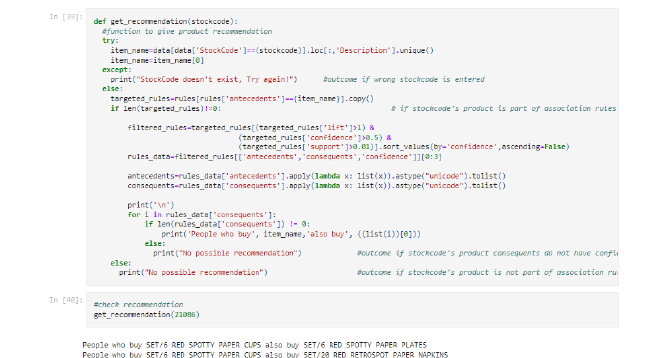 In [39]:
def get_recommendation(stockcode):
#function to give product recommendation
try:
item_name=data[data['StockCode']==(stockcode)].loc[:,'Description'].unique()
item_name=item_name[0]
except:
print("StockCode doesn't exist, Try again!") #outcome if wrong stockcode is entered
else:
targeted_rules=rules[rules['antecedents']=={item_name}].copy()
if len(targeted_rules)!=0: # if stockcode's product is part of association rules
filtered_rules=targeted_rules[(targeted_rules['lift']>1) &
(targeted_rules['confidence']>0.5) &
(targeted_rules['support']>0.01)].sort_values(by='confidence',ascending=False)
rules_data=filtered_rules[['antecedents','consequents','confidence']][0:3]
antecedents=rules_data['antecedents'].apply(lambda x: list(x)).astype("unicode").tolist()
consequents=rules_data['consequents'].apply(lambda x: list(x)).astype("unicode").tolist()
print('\n')
for i in rules_data['consequents']:
if len(rules_data['consequents']) != 0:
print('People who buy', item_name,'also buy', ((list(i))[0]))
else:
print("No possible recommendation") #outcome if stockcode's product consequents do not have confi
else:
print("No possible recommendation") #outcome if stockcode's product is not part of association ru
In [40]:
#check recommendation
get_recommendation(21086)
People who buy SET/6 RED SPOTTY PAPER CUPS also buy SET/6 RED SPOTTY PAPER PLATES
People who buy SET/6 RED SPOTTY PAPER CUPS also buy SET/20 RED RETROSPOT PAPER NAPKINS